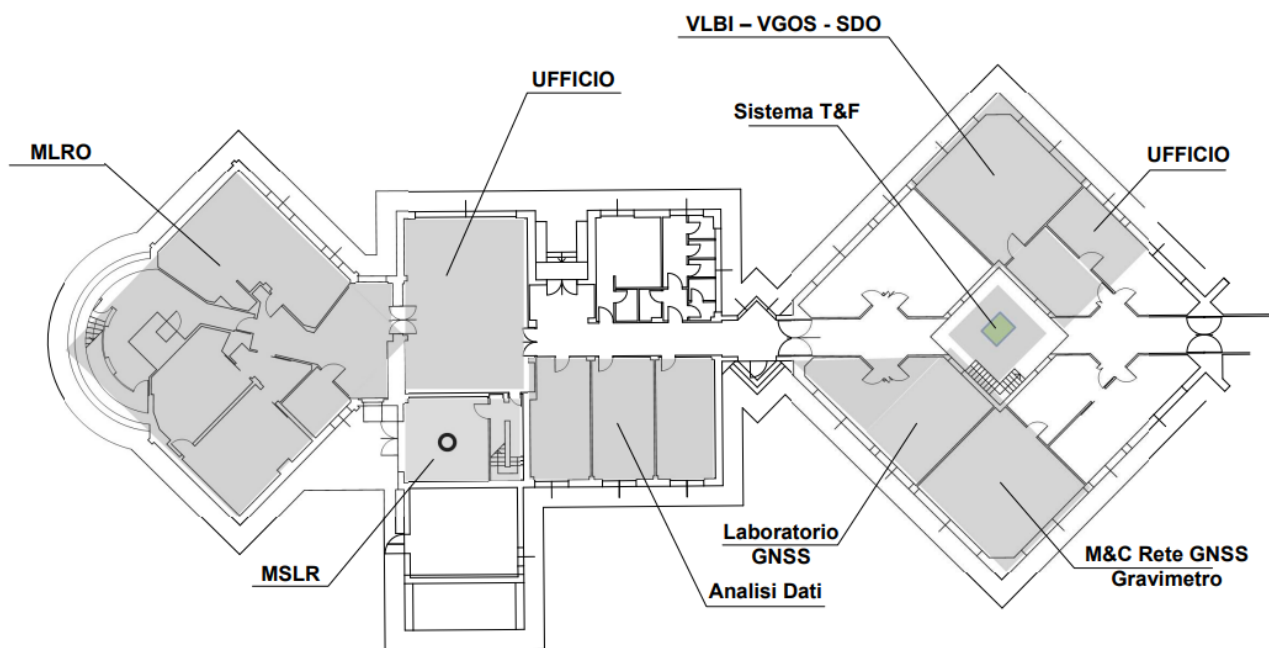 VLBI – VGOS - SDO
UFFICIO
Sistema T&F
MLRO
UFFICIO
Laboratorio
GNSS
M&C Rete GNSS
Gravimetro
MSLR
Analisi Dati